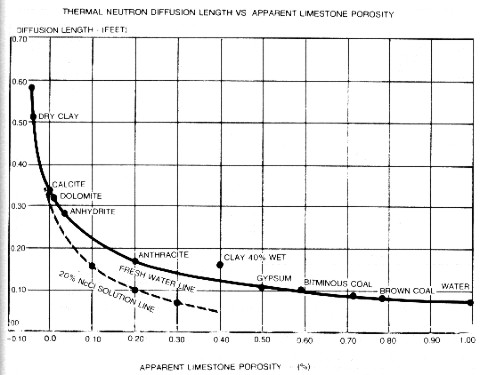 THERMAL NEUTRON DIFFUSION LENGTH VS APPARENT LIMESTONE POROSITY
DIFFUSION LENGTH - (FEET)
0.70
0.60
DRY CLAY
0.50
0.40
CALCITE
DOLOMITE
0.30
ANHYDRITE
ANTHRACITE
CLAY 40% WET
0.20
FRESH WATER LINE
20% NaCl SOLUTION LINE
GYPSUM
BITMINOUS COAL
BROWN COAL
WATER
0.10
-0.10
0.0
0.10
0.20
0.30
0.40
0.50
0.60
0.70
0.80
0.90
1.00
APPARENT LIMESTONE POROSITY - (%)